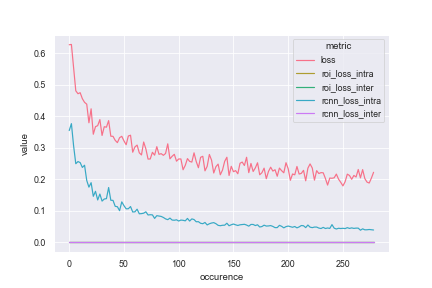 metric
loss
roi_loss_intra
roi_loss_inter
rcnn_loss_intra
rcnn_loss_inter
0.6
0.5
0.4
0.3
0.2
0.1
0.0
value
0 50 100 150 200 250
occurence